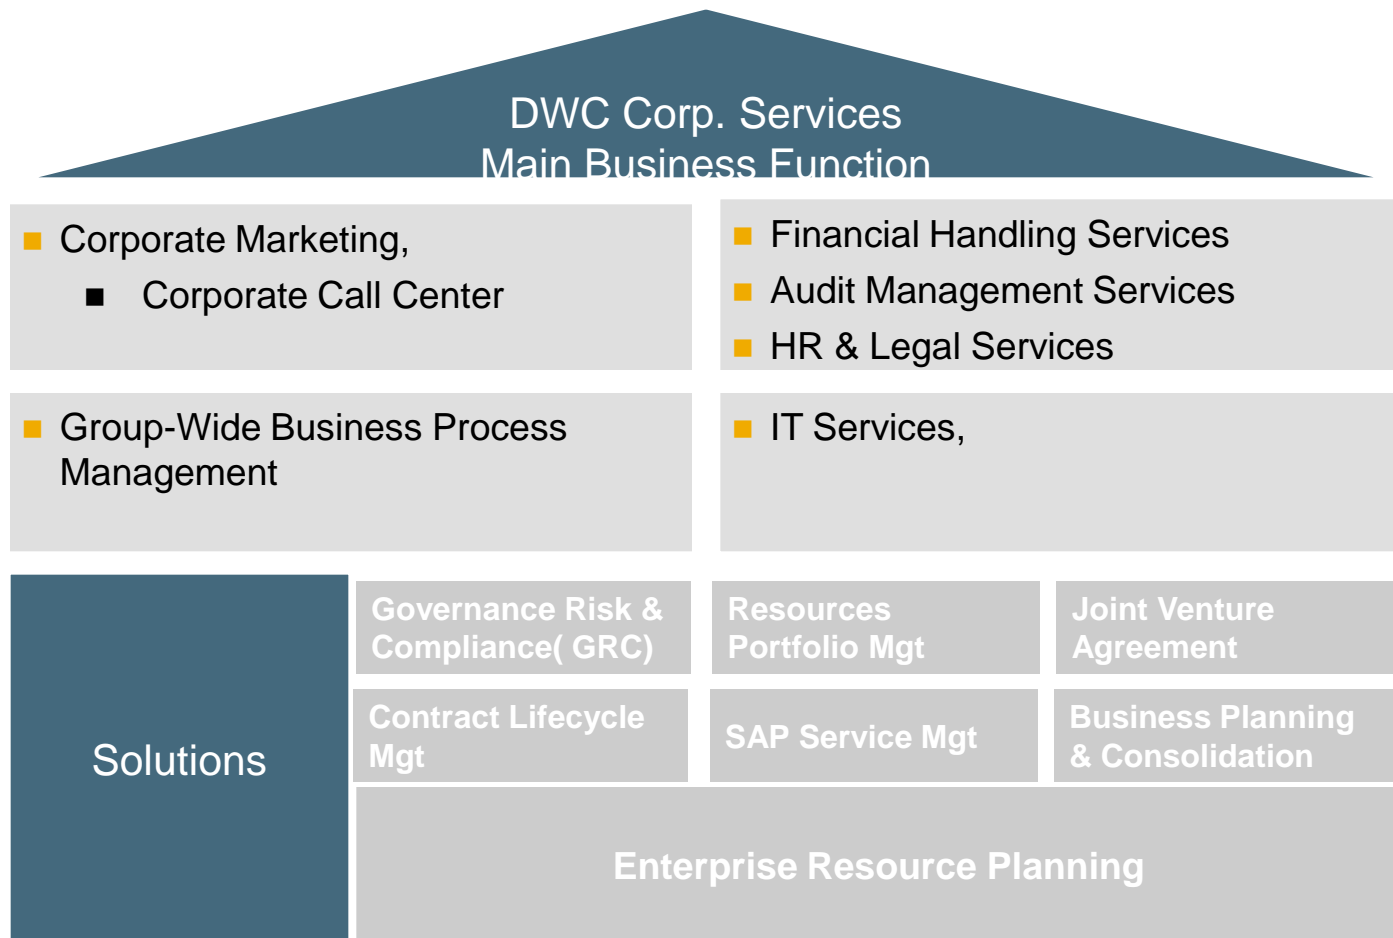 DWC Corp. Services
Main Business Function
Corporate Marketing,
Corporate Call Center
Financial Handling Services
Audit Management Services
HR & Legal Services
Group-Wide Business Process
Management
IT Services,
Solutions
Governance Risk &
Compliance( GRC)
Resources
Portfolio Mgt
Joint Venture
Agreement
Contract Lifecycle
Mgt
SAP Service Mgt
Business Planning
& Consolidation
Enterprise Resource Planning